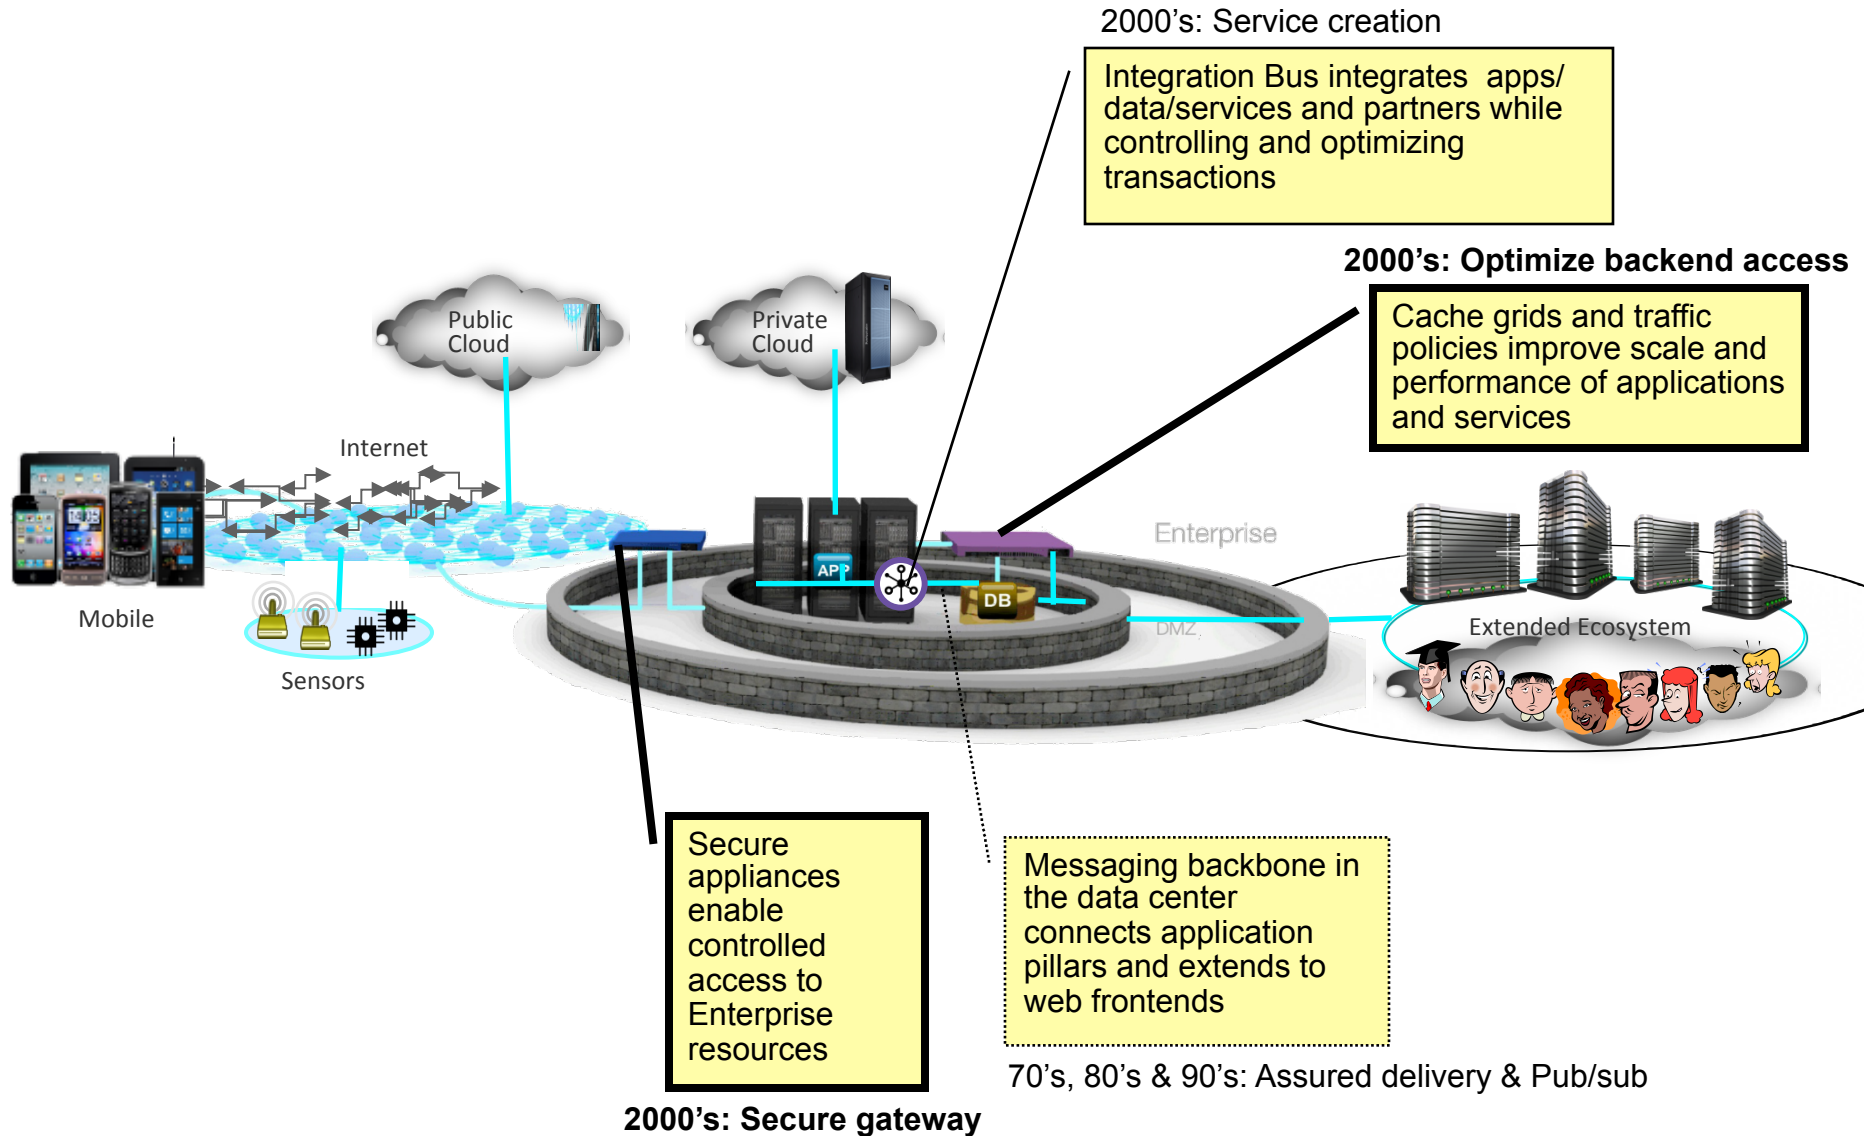 2000’s: Service creation
Integration Bus integrates  apps/
data/services and partners while
controlling and optimizing
transactions
2000’s: Optimize backend access
Cache grids and traffic
policies improve scale and
performance of applications
and services
Public
Cloud
Private
Cloud
Internet
Enterprise
APP
DB
DMZ
Mobile
Sensors
Extended Ecosystem
Secure
appliances
enable
controlled
access to
Enterprise
resources
2000’s: Secure gateway
Messaging backbone in
the data center
connects application
pillars and extends to
web frontends
70’s, 80’s & 90’s: Assured delivery & Pub/sub